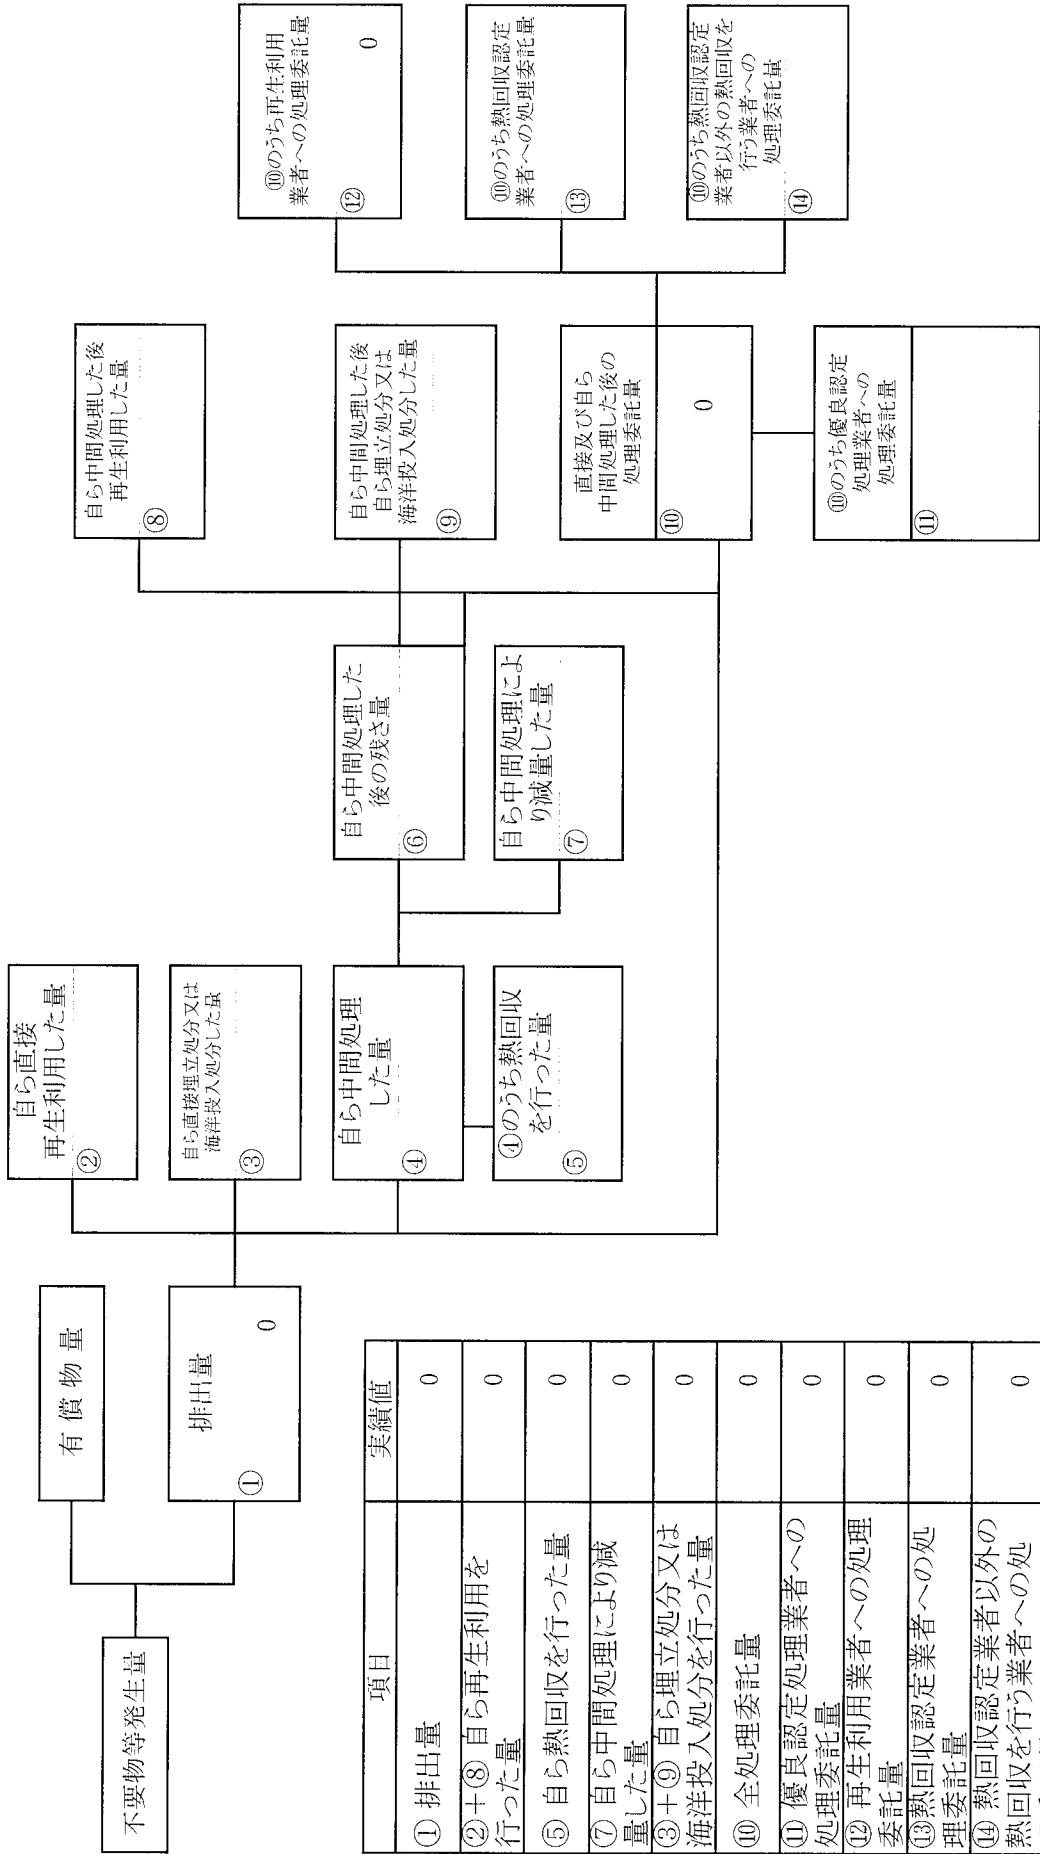 不要物等発生量
有償物量
排出量
①
0
自ら直接
再生利用した量
②
自ら直接埋立処分又は
海洋投入処分した量
③
自ら中間処理
した量
④
④のうち熱回収
を行った量
⑤
自ら中間処理した
後の残さ量
⑥
自ら中間処理によ
り減量した量
⑦
自ら中間処理した後
再生利用した量
⑧
自ら中間処理した後
自ら埋立処分又は
海洋投入処分した量
⑨
直接及び自ら
中間処理した後の
処理委託量
⑩
0
⑩のうち優良認定
処理業者への
処理委託量
⑪
⑩のうち再生利用
業者への処理委託量
⑫
0
⑩のうち熱回収認定
業者への処理委託量
⑬
⑩のうち熱回収認定
業者以外の熱回収を
行う業者への
処理委託量
⑭
項目 実績値
① 排出量 0
②+⑧ 自ら再生利用を
行った量 0
⑤ 自ら熱回収を行った量 0
⑦ 自ら中間処理により減
量した量 0
③+⑨ 自ら埋立処分又は
海洋投入処分を行った量 0
⑩ 全処理委託量 0
⑪ 優良認定処理業者への
処理委託量 0
⑫ 再生利用業者への処理
委託量 0
⑬熱回収認定業者への処
理委託量 0
⑭ 熱回収認定業者以外の
熱回収を行う業者への処 0